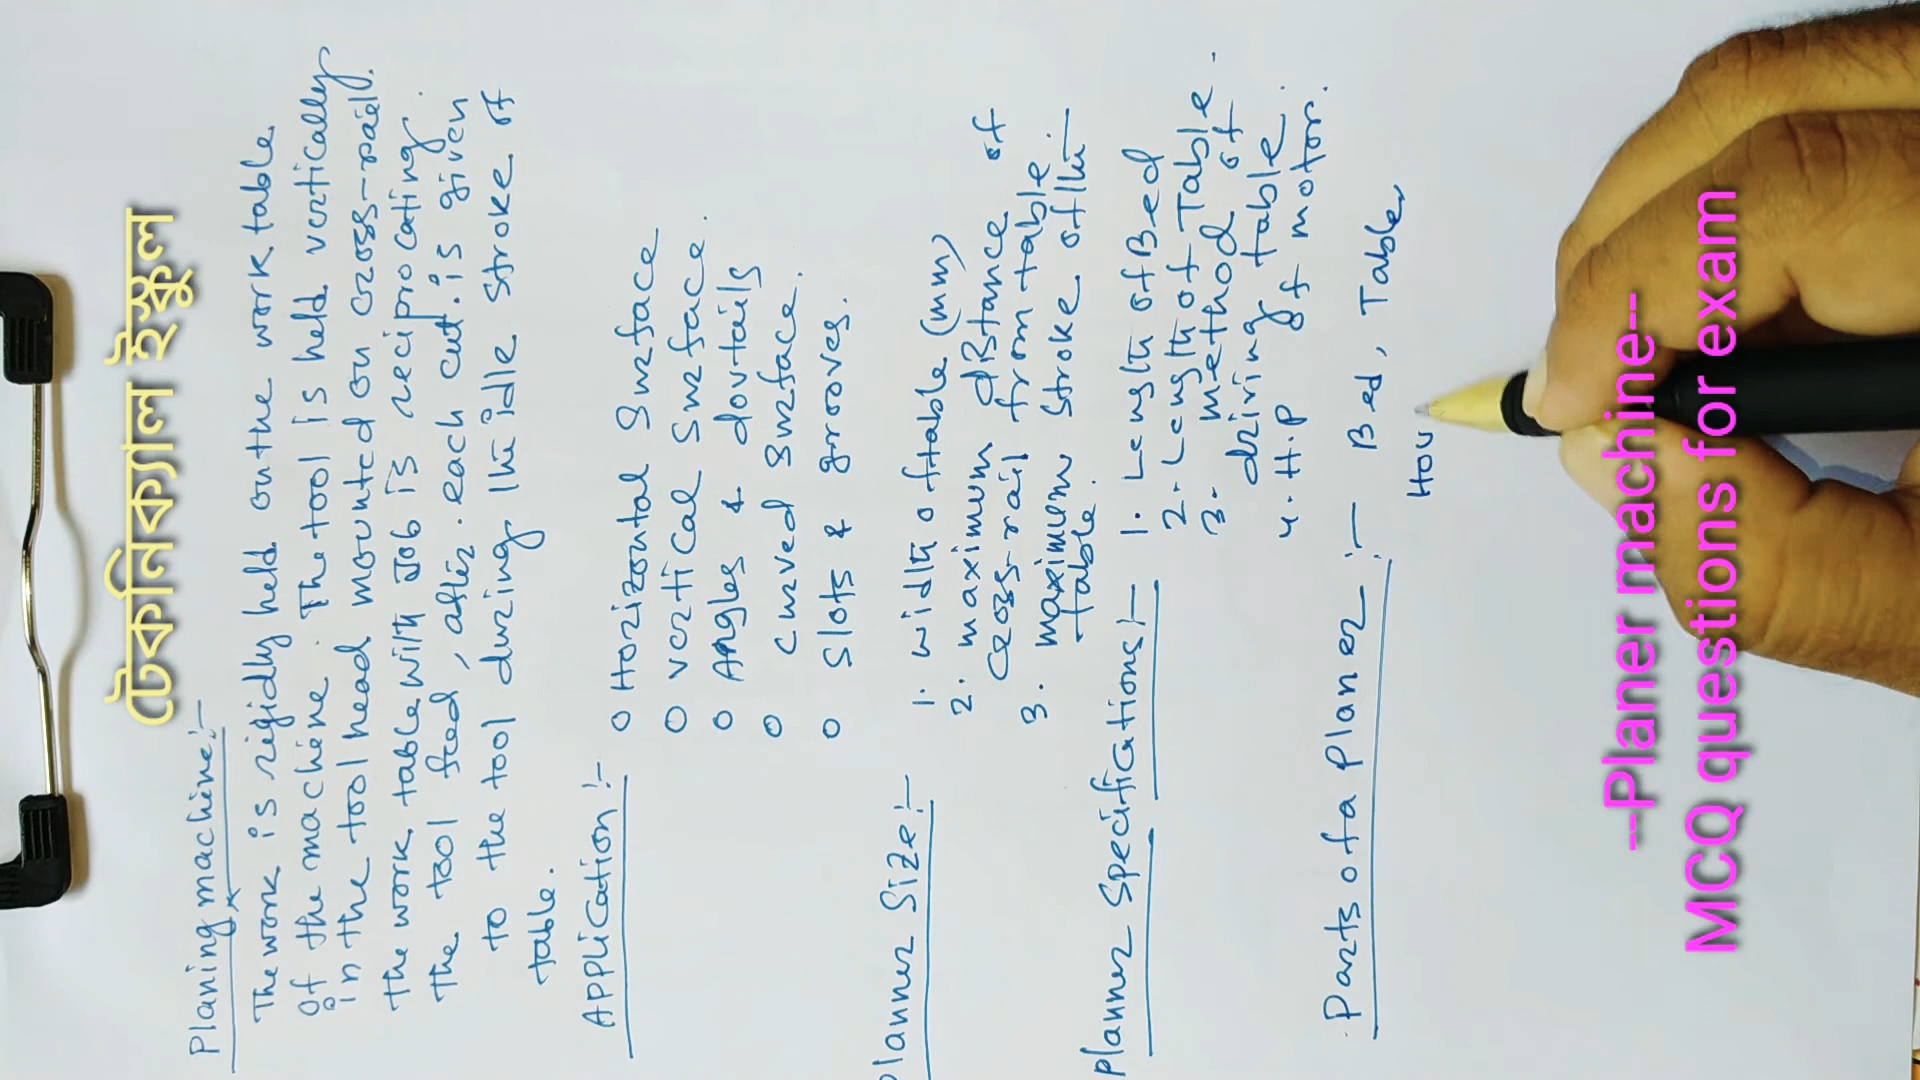 টেকনিক্যাল ইস্কুল
Planing machine:-
The work is rigidly held on the work table
of the machine. The tool is held vertically
in the tool head mounted on cross-rail.
The work table with Job is reciprocating.
The tool feed, after each cut. is given
to the tool during the idle stroke of
table.
Application:-
o Horizontal Surface
o vertical Surface.
o Angles & dovtails
o curved Surface.
o Slots & grooves.
Planer Size:-
1. width of table (mm)
2. maximum distance of
cross-rail from table.
3. maximum stroke of the
table.
Planer Specifications:-
1. Length of Bed
2. Length of Table.
3. method of
driving table.
4. H.P of motor.
Parts of a Planer:-
Bed, Table,
Hou
--Planer machine--
MCQ questions for exam